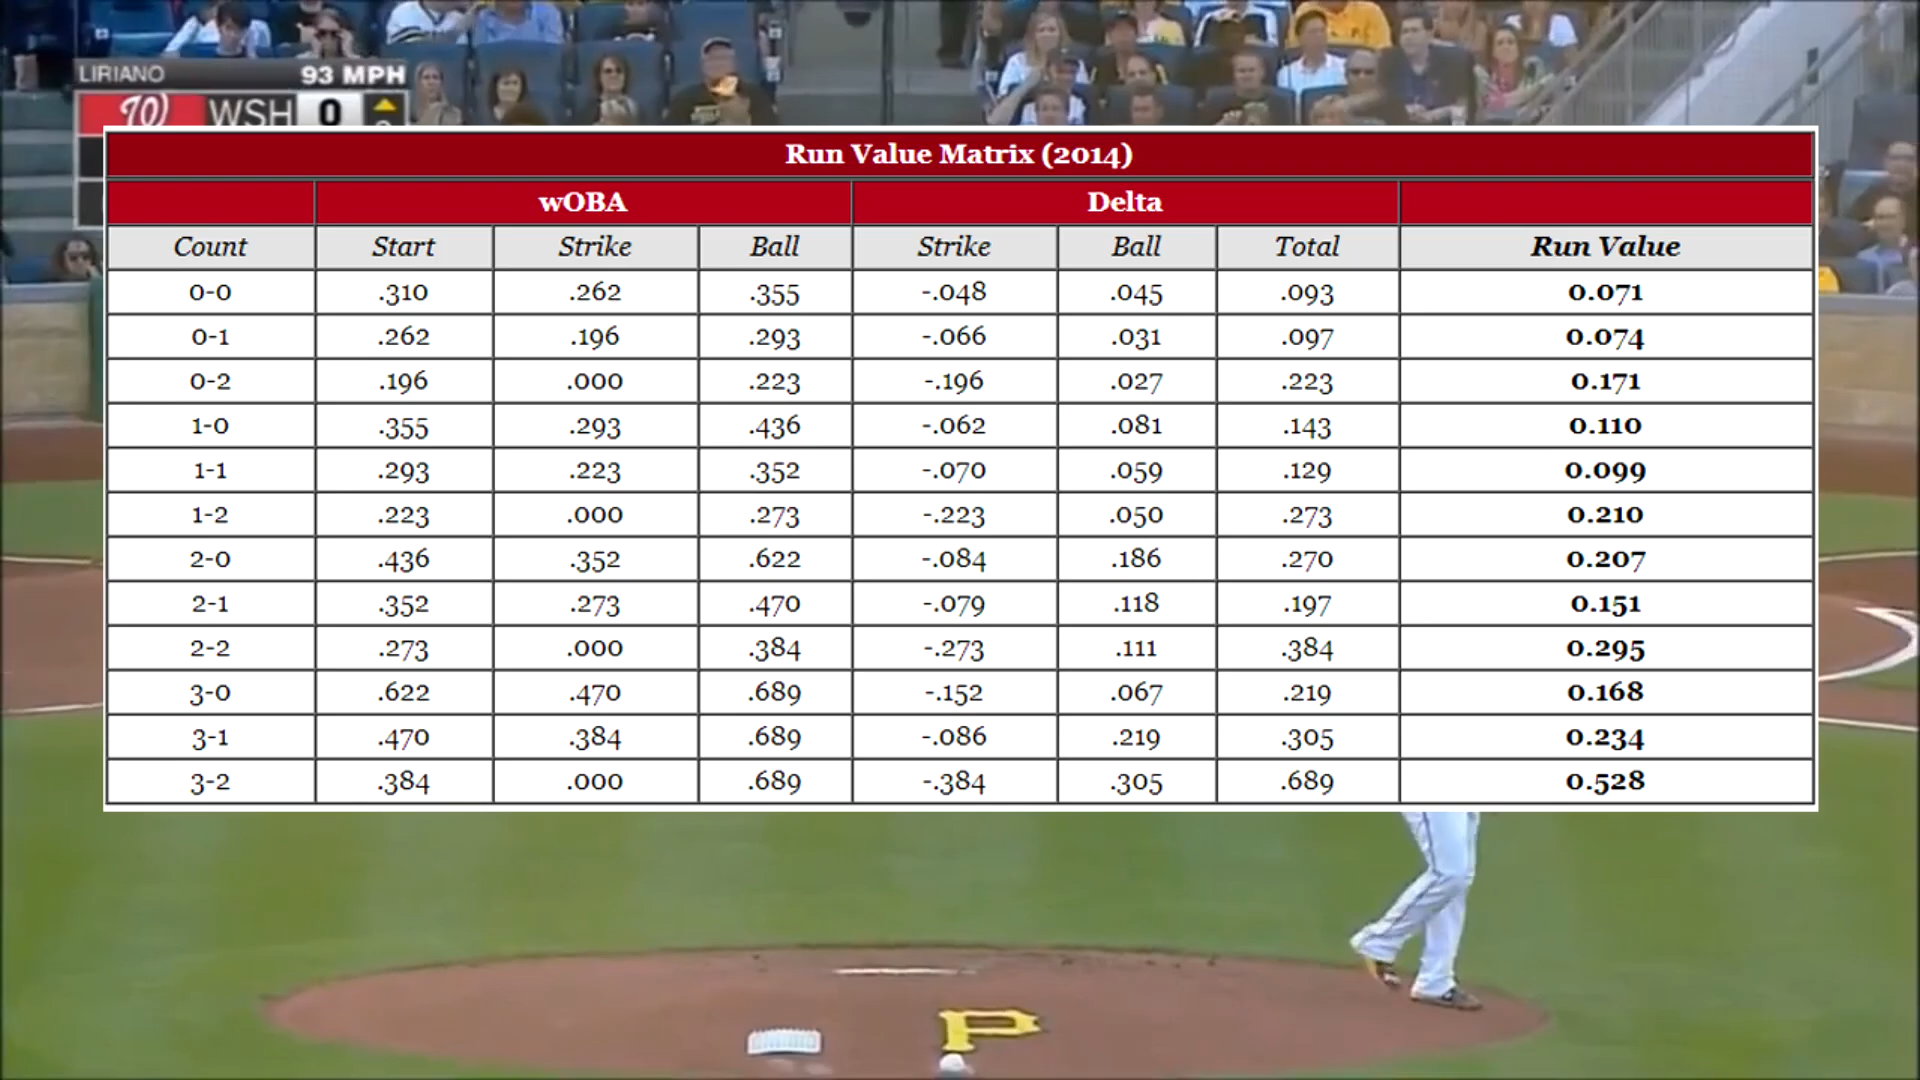 LIRIANO 93 MPH
W WSH 0
Run Value Matrix (2014)
wOBA Delta
Count Start Strike Ball Strike Ball Total Run Value
0-0 .310 .262 .355 -.048 .045 .093 0.071
0-1 .262 .196 .293 -.066 .031 .097 0.074
0-2 .196 .000 .223 -.196 .027 .223 0.171
1-0 .355 .293 .436 -.062 .081 .143 0.110
1-1 .293 .223 .352 -.070 .059 .129 0.099
1-2 .223 .000 .273 -.223 .050 .273 0.210
2-0 .436 .352 .622 -.084 .186 .270 0.207
2-1 .352 .273 .470 -.079 .118 .197 0.151
2-2 .273 .000 .384 -.273 .111 .384 0.295
3-0 .622 .470 .689 -.152 .067 .219 0.168
3-1 .470 .384 .689 -.086 .219 .305 0.234
3-2 .384 .000 .689 -.384 .305 .689 0.528
P